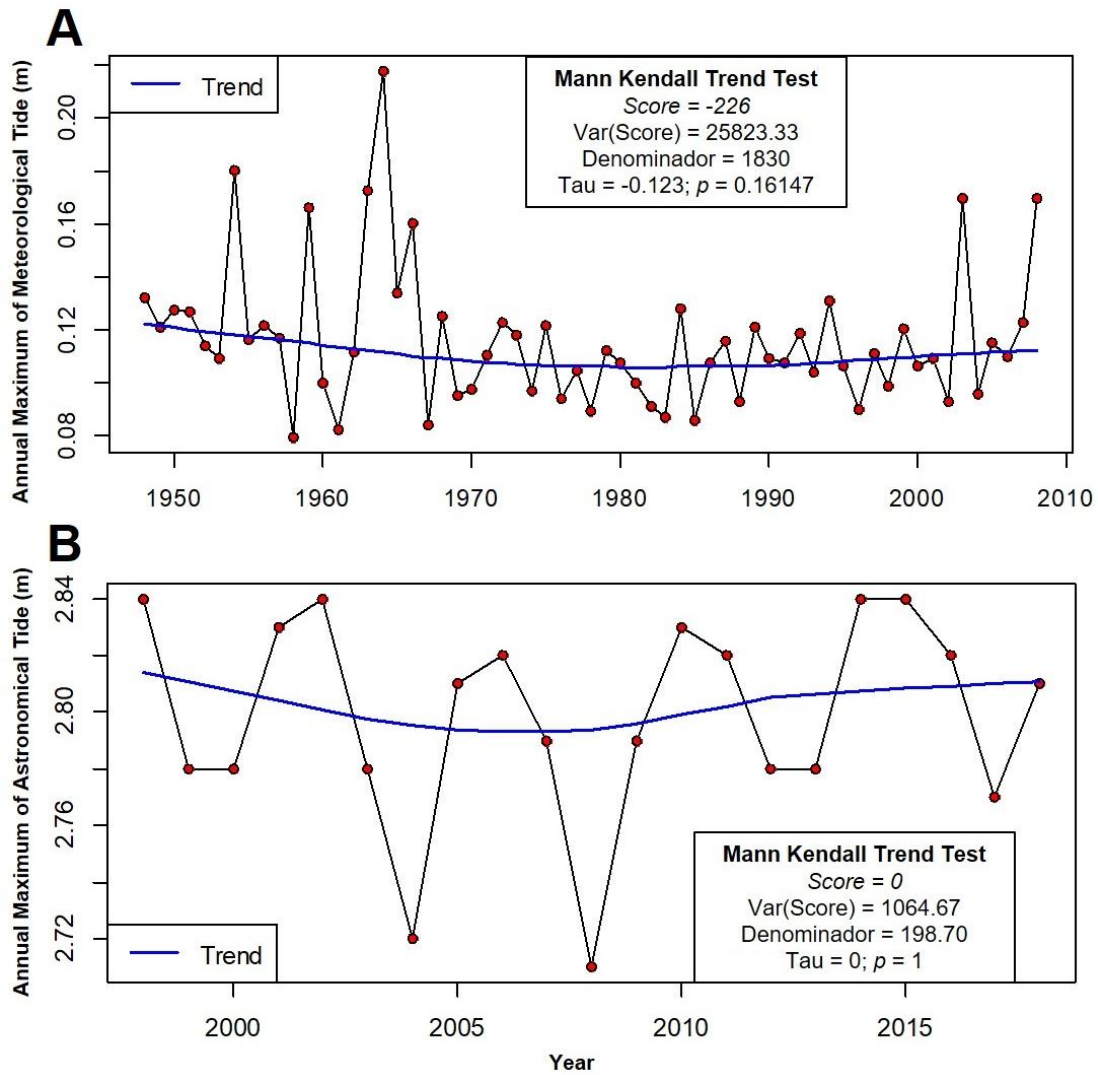 A
Annual Maximum of Meteorological Tide (m)
0.20
0.16
0.12
0.08
Trend
Mann Kendall Trend Test
Score = -226
Var(Score) = 25823.33
Denominador = 1830
Tau = -0.123; p = 0.16147
1950 1960 1970 1980 1990 2000 2010
B
Annual Maximum of Astronomical Tide (m)
2.84
2.80
2.76
2.72
Mann Kendall Trend Test
Score = 0
Var(Score) = 1064.67
Denominador = 198.70
Tau = 0; p = 1
Trend
2000 2005 2010 2015
Year